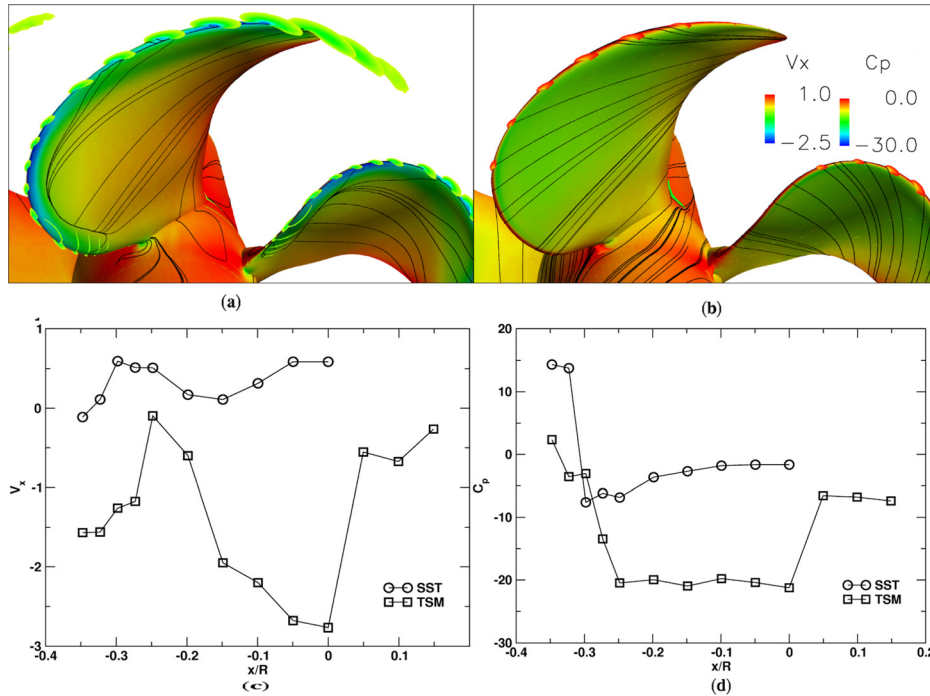 Vx Cp
1.0 0.0
−2.5 −30.0
(a)
(b)
1
0
-1
-2
-3
Vx
-0.4 -0.3 -0.2 -0.1 0 0.1
x/R
SST
TSM
(c)
20
10
0
-10
-20
-30
Cp
-0.4 -0.3 -0.2 -0.1 0 0.1 0.2
x/R
SST
TSM
(d)